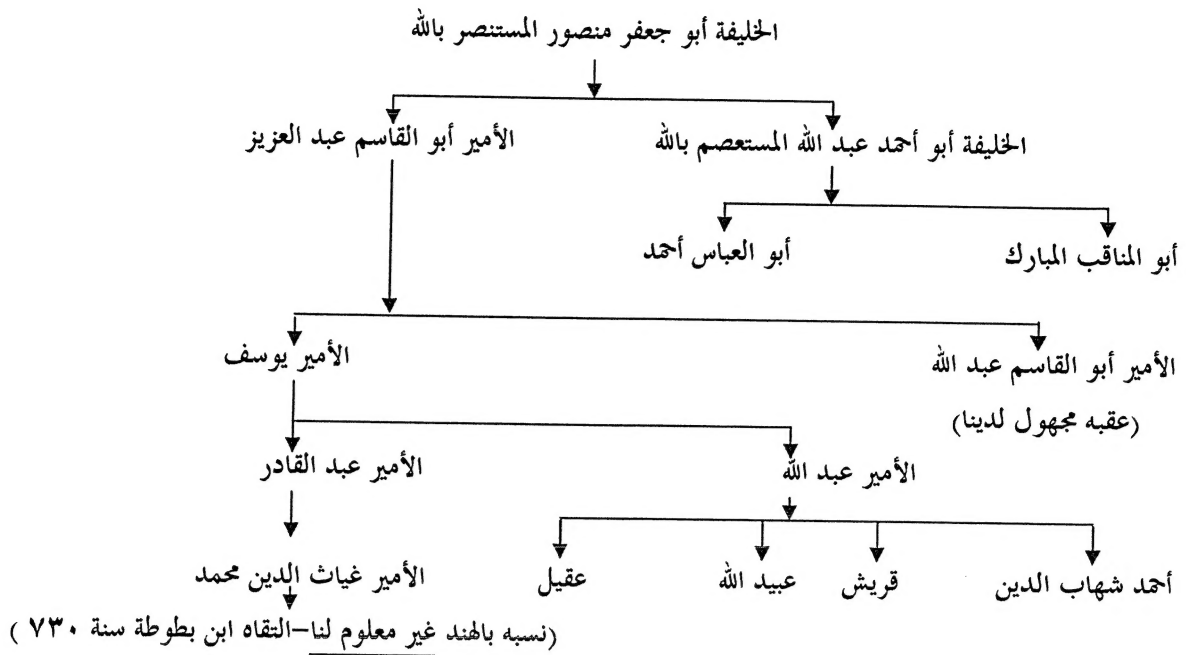 الخليفة أبو جعفر منصور المستنصر بالله
الخليفة أبو أحمد عبد الله المستعصم بالله
الأمير أبو القاسم عبد العزيز
أبو المناقب المبارك
أبو العباس أحمد
الأمير أبو القاسم عبد الله
(عقبه مجهول لدينا)
الأمير يوسف
الأمير عبد الله
الأمير عبد القادر
أحمد شهاب الدين
قريش
عبيد الله
عقيل
الأمير غياث الدين محمد
(نسبه بالهند غير معلوم لنا–التقاه ابن بطوطة سنة ٧٣٠ )